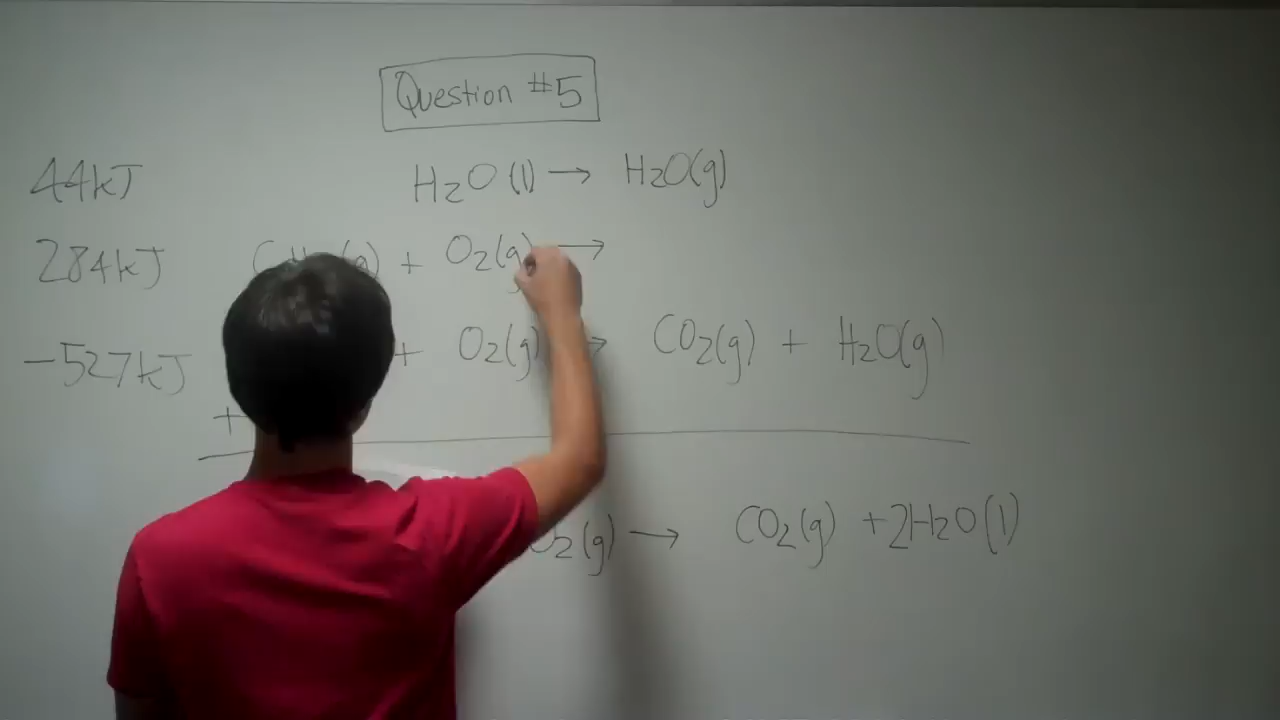 Question #5
44kJ H2O(l) → H2O(g)
284kJ + O2(g) →
-527kJ + O2(g) → CO2(g) + H2O(g)
+
O2(g) → CO2(g) + 2H2O(l)